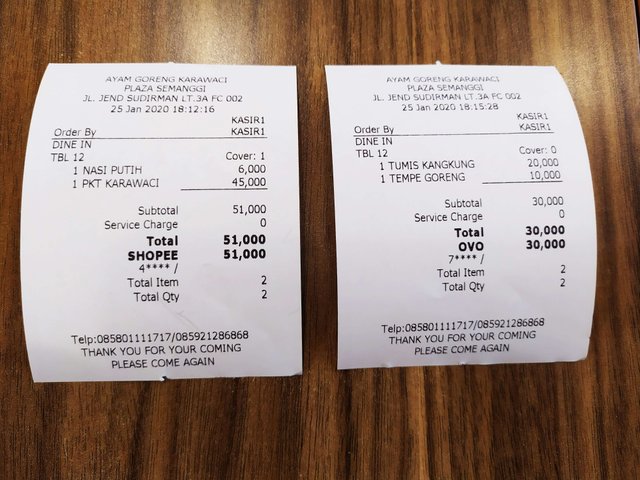 AYAM GORENG KARAWACI
PLAZA SEMANGGI
JL. JEND SUDIRMAN LT.3A FC 002
25 Jan 2020 18:12:16
KASIR1
Order By KASIR1
DINE IN
TBL 12 Cover: 1
1 NASI PUTIH 6,000
1 PKT KARAWACI 45,000
Subtotal 51,000
Service Charge 0
Total 51,000
SHOPEE 51,000
4**** /
Total Item 2
Total Qty 2
Telp:085801111717/085921286868
THANK YOU FOR YOUR COMING
PLEASE COME AGAIN
AYAM GORENG KARAWACI
PLAZA SEMANGGI
JL. JEND SUDIRMAN LT.3A FC 002
25 Jan 2020 18:15:28
KASIR1
Order By KASIR1
DINE IN
TBL 12 Cover: 0
1 TUMIS KANGKUNG 20,000
1 TEMPE GORENG 10,000
Subtotal 30,000
Service Charge 0
Total 30,000
OVO 30,000
7**** /
Total Item 2
Total Qty 2
Telp:085801111717/085921286868
THANK YOU FOR YOUR COMING
PLEASE COME AGAIN